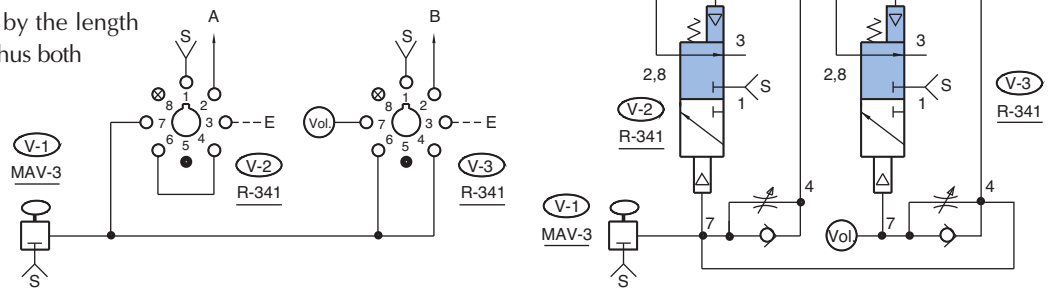 by the length
hus both
A
S
8
1
2
7
3
E
6
5
4
V-1
MAV-3
V-2
R-341
S
B
S
8
1
2
Vol.
7
3
E
6
5
4
V-3
R-341
3
2,8
S
V-2
R-341
1
3
2,8
S
V-3
R-341
1
4
4
V-1
MAV-3
7
Vol.
7
S